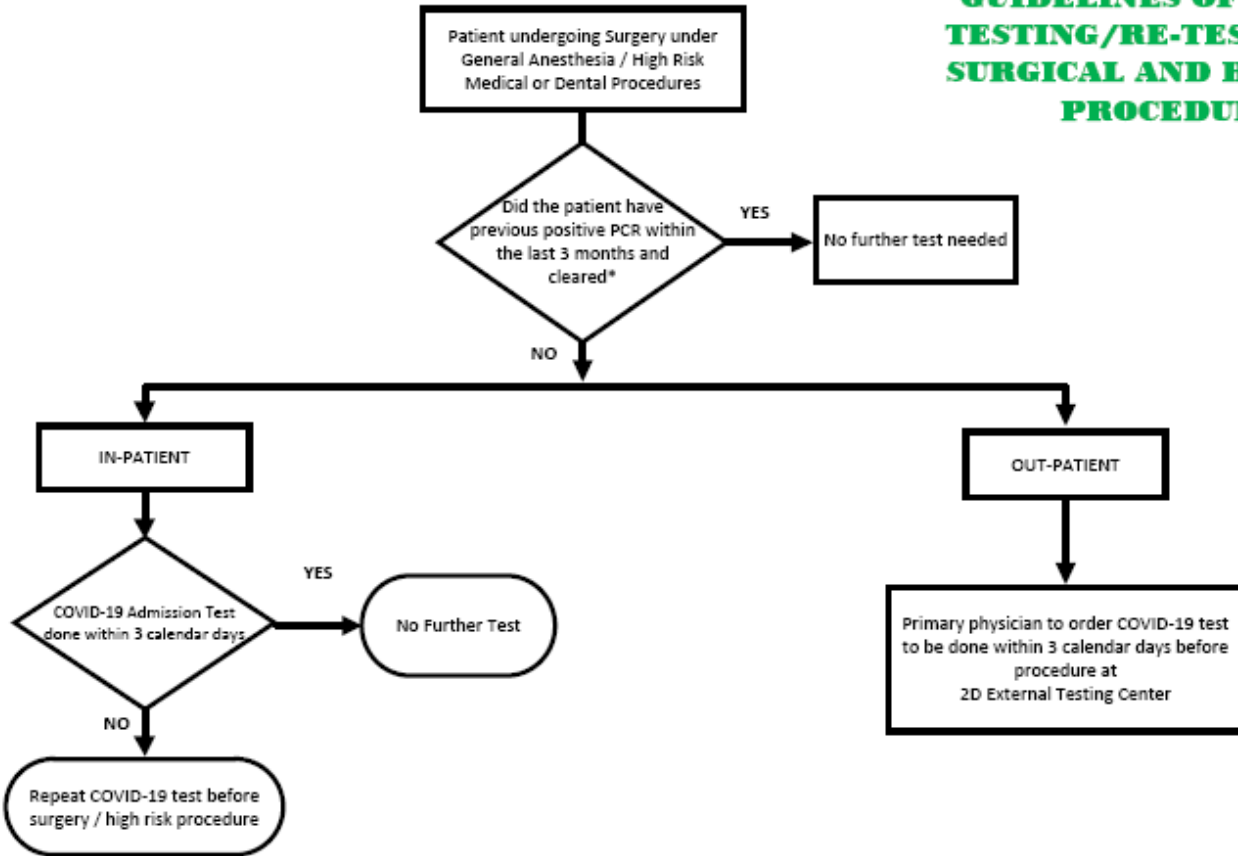 GUIDELINES OF
TESTING/RE-TES
SURGICAL AND H
PROCEDU
Patient undergoing Surgery under
General Anesthesia / High Risk
Medical or Dental Procedures
Did the patient have
previous positive PCR within
the last 3 months and
cleared*
YES
No further test needed
NO
IN-PATIENT
OUT-PATIENT
COVID-19 Admission Test
done within 3 calendar days
YES
No Further Test
Primary physician to order COVID-19 test
to be done within 3 calendar days before
procedure at
2D External Testing Center
NO
Repeat COVID-19 test before
surgery / high risk procedure